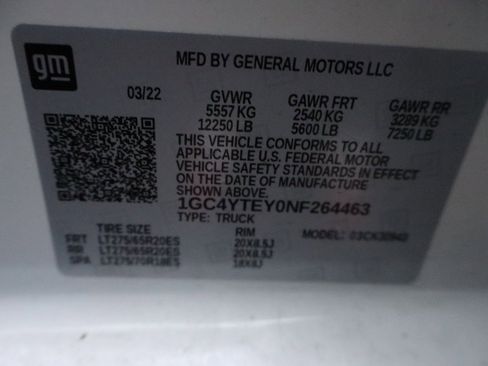 gm
MFD BY GENERAL MOTORS LLC
03/22 GVWR GAWR FRT GAWR RR
5557 KG 2540 KG 3289 KG
12250 LB 5600 LB 7250 LB
THIS VEHICLE CONFORMS TO ALL
APPLICABLE U.S. FEDERAL MOTOR
VEHICLE SAFETY STANDARDS IN EFFECT
ON THE DATE OF MANUFACTURE
SHOWN ABOVE.
1GC4YTEY0NF264463
TYPE: TRUCK
TIRE SIZE RIM MODEL:
FRT LT275/65R20ES 20X8.5J
RR LT275/65R20ES 20X8.5J
SPA LT275/70R18ES 18X8J